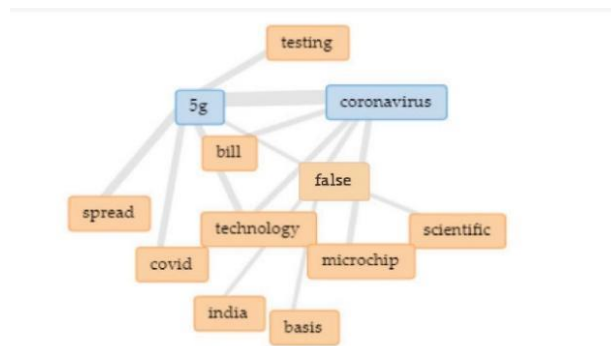 testing
5g
coronavirus
bill
false
spread
technology
scientific
covid
microchip
india
basis